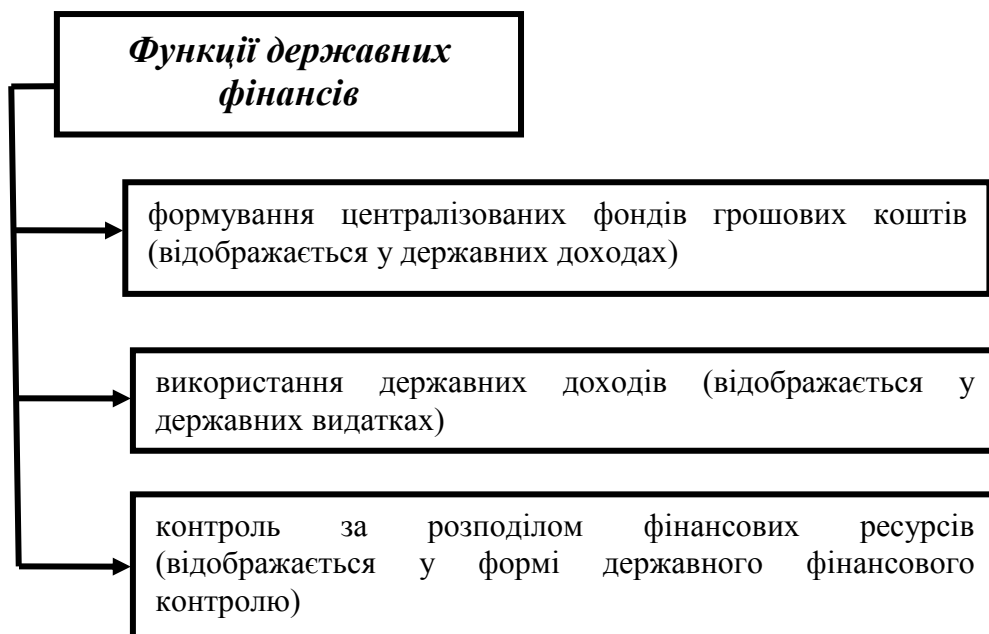 Функції державних
фінансів
формування централізованих фондів грошових коштів
(відображається у державних доходах)
використання державних доходів (відображається у
державних видатках)
контроль за розподілом фінансових ресурсів
(відображається у формі державного фінансового
контролю)